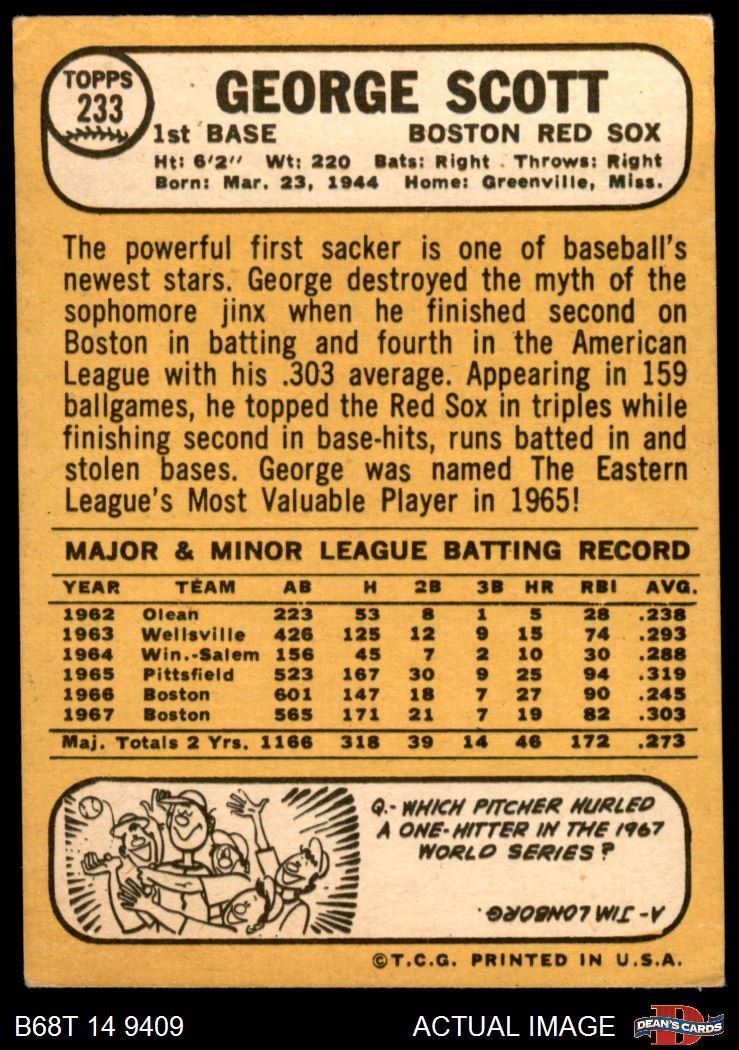 TOPPS
233
GEORGE SCOTT
1st BASE BOSTON RED SOX
Ht: 6'2" Wt: 220 Bats: Right Throws: Right
Born: Mar. 23, 1944 Home: Greenville, Miss.
The powerful first sacker is one of baseball's
newest stars. George destroyed the myth of the
sophomore jinx when he finished second on
Boston in batting and fourth in the American
League with his .303 average. Appearing in 159
ballgames, he topped the Red Sox in triples while
finishing second in base-hits, runs batted in and
stolen bases. George was named The Eastern
League's Most Valuable Player in 1965!
MAJOR & MINOR LEAGUE BATTING RECORD
YEAR TEAM AB H 2B 3B HR RBI AVG.
1962 Olean 223 53 8 1 5 28 .238
1963 Wellsville 426 125 12 9 15 74 .293
1964 Win.-Salem 156 45 7 2 10 30 .288
1965 Pittsfield 523 167 30 9 25 94 .319
1966 Boston 601 147 18 7 27 90 .245
1967 Boston 565 171 21 7 19 82 .303
Maj. Totals 2 Yrs. 1166 318 39 14 46 172 .273
Q.- WHICH PITCHER HURLED
A ONE-HITTER IN THE 1967
WORLD SERIES?
A- JIM LONBORG
©T.C.G. PRINTED IN U.S.A.
B68T 14 9409 ACTUAL IMAGE D DEAN'S CARDS